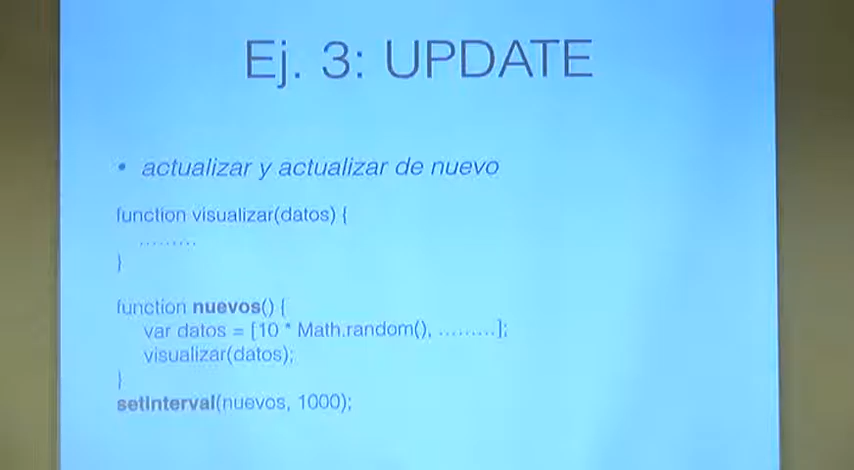 Ej. 3: UPDATE
• actualizar y actualizar de nuevo
function visualizar(datos) {
.........
}
function nuevos() {
var datos = [10 * Math.random(), .........];
visualizar(datos);
}
setInterval(nuevos, 1000);